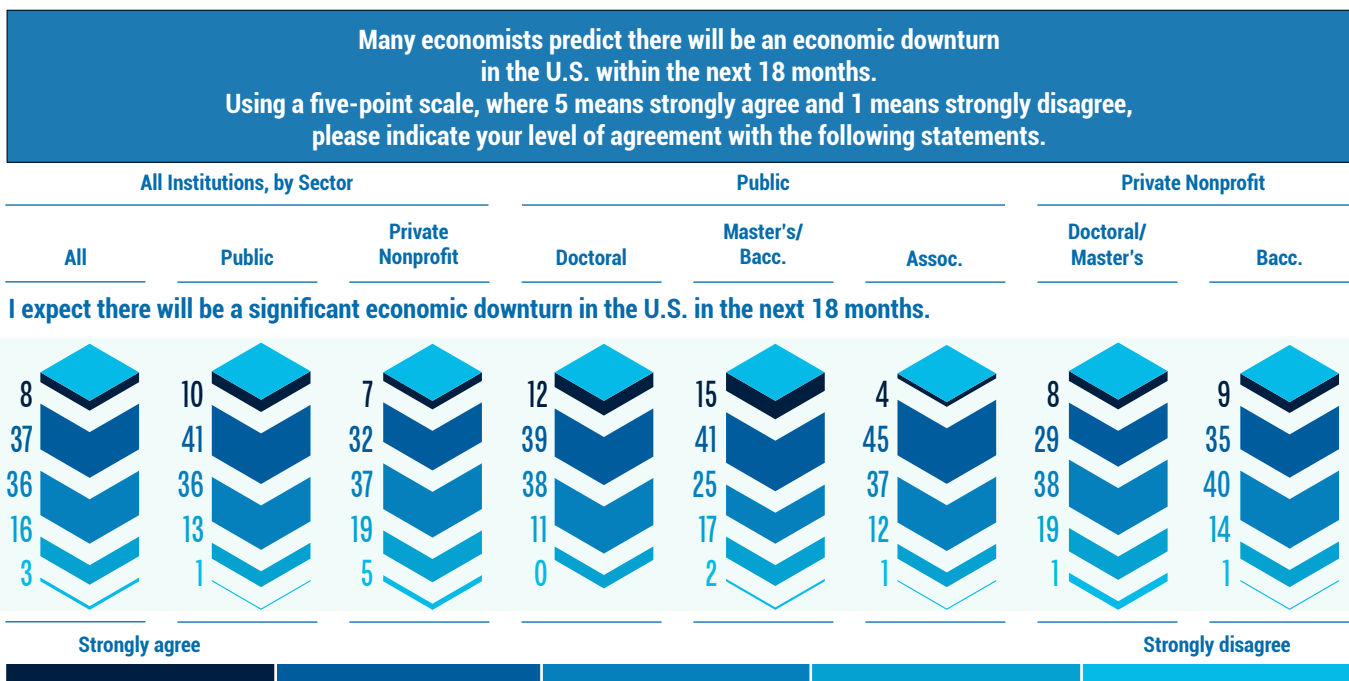 Many economists predict there will be an economic downturn
in the U.S. within the next 18 months.
Using a five-point scale, where 5 means strongly agree and 1 means strongly disagree,
please indicate your level of agreement with the following statements.
All Institutions, by Sector Public Private Nonprofit
All Public Private Nonprofit Doctoral Master's/ Bacc. Assoc. Doctoral/ Master's Bacc.
I expect there will be a significant economic downturn in the U.S. in the next 18 months.
8 10 7 12 15 4 8 9
37 41 32 39 41 45 29 35
36 36 37 38 25 37 38 40
16 13 19 11 17 12 19 14
3 1 5 0 2 1 1 1
Strongly agree Strongly disagree